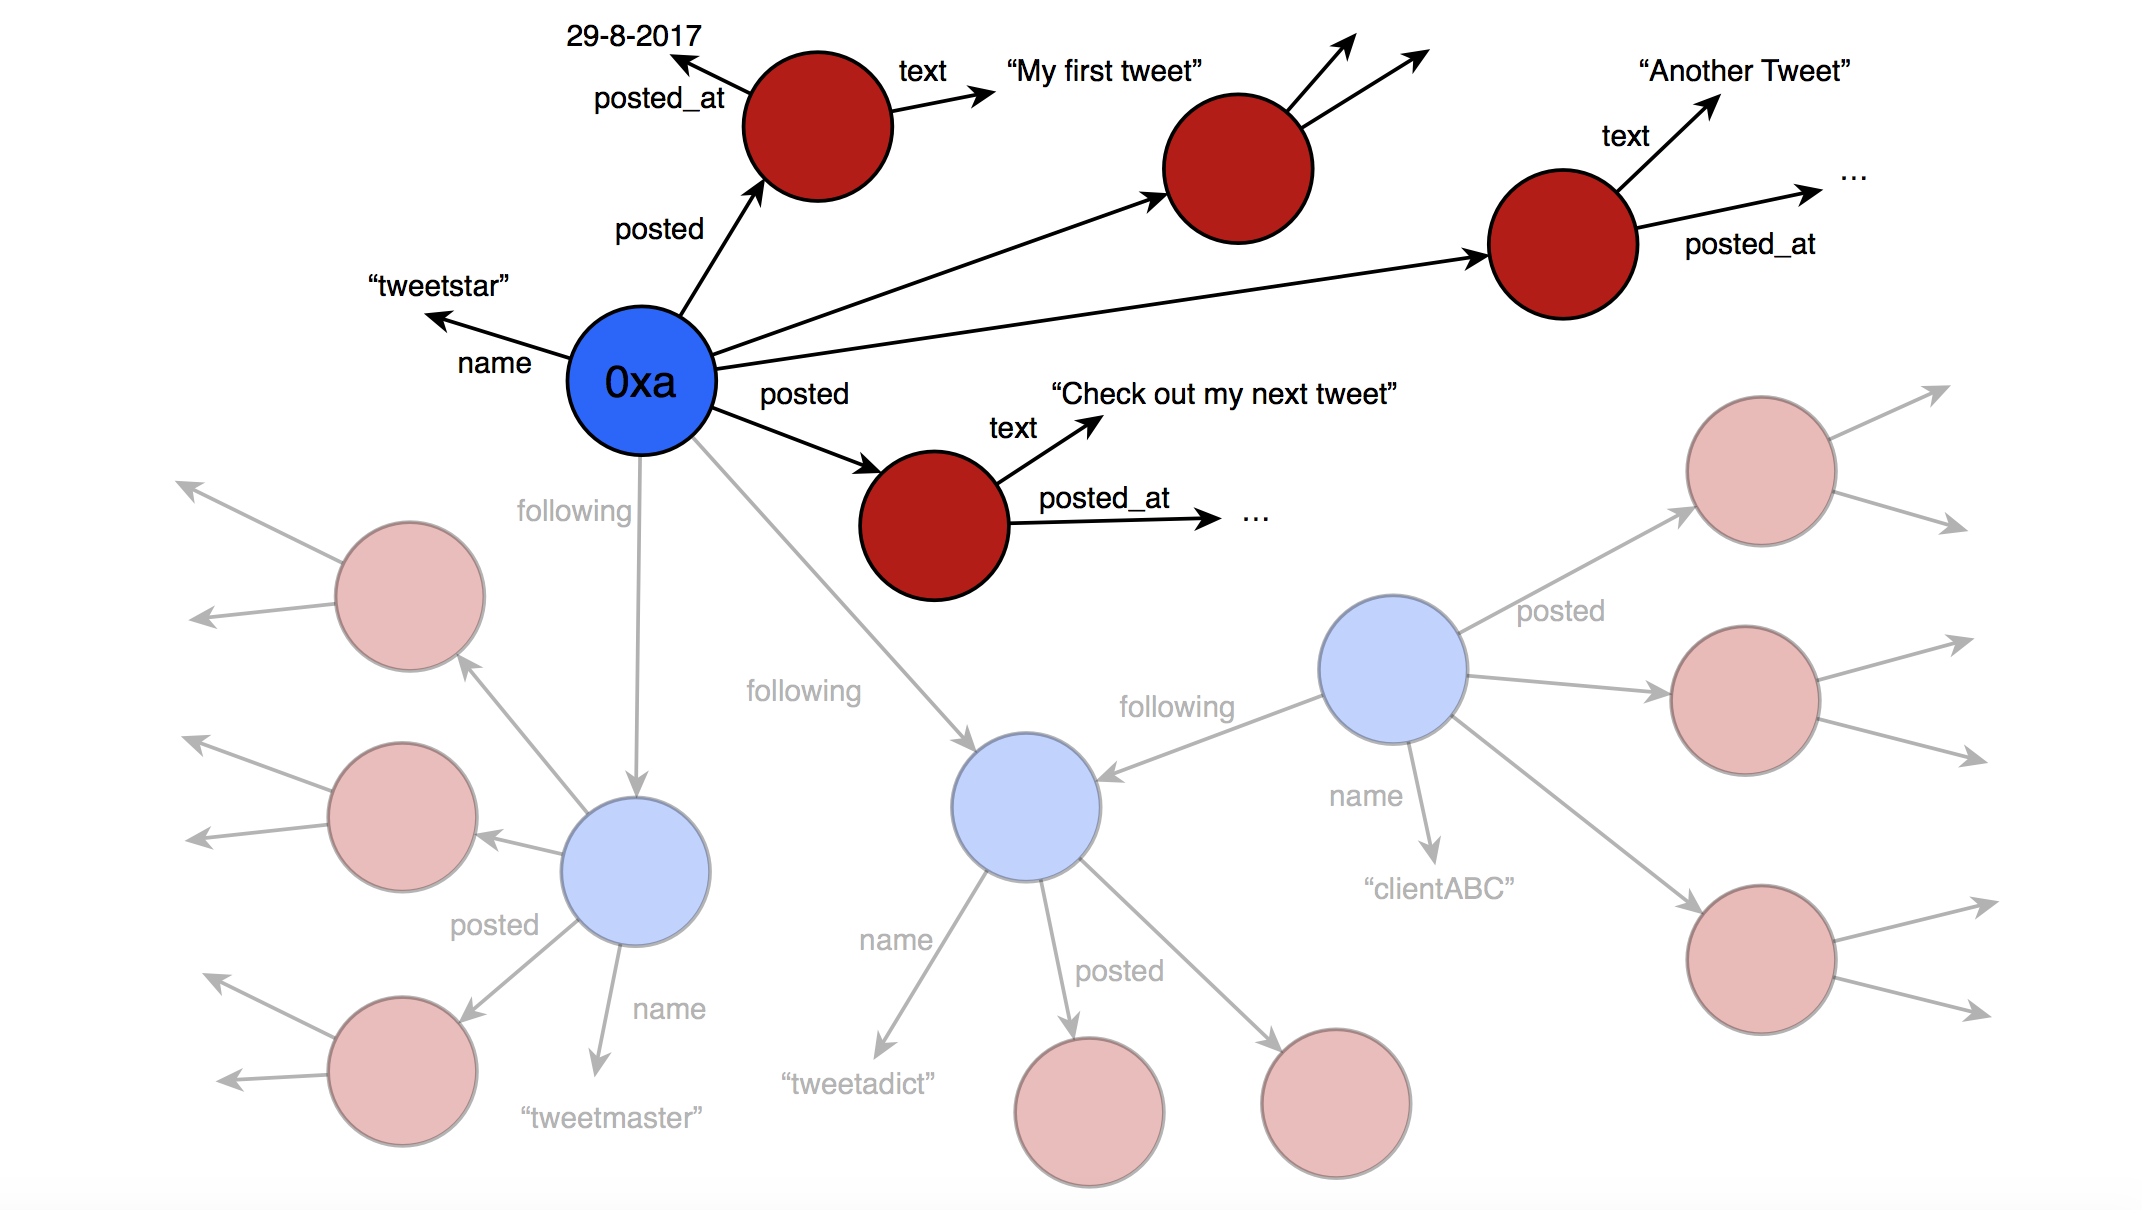 29-8-2017
posted_at
text
“My first tweet”
“Another Tweet”
text
...
posted_at
posted
“tweetstar”
name
0xa
posted
“Check out my next tweet”
text
posted_at
...
following
following
following
posted
name
“clientABC”
posted
name
“tweetmaster”
name
posted
“tweetadict”